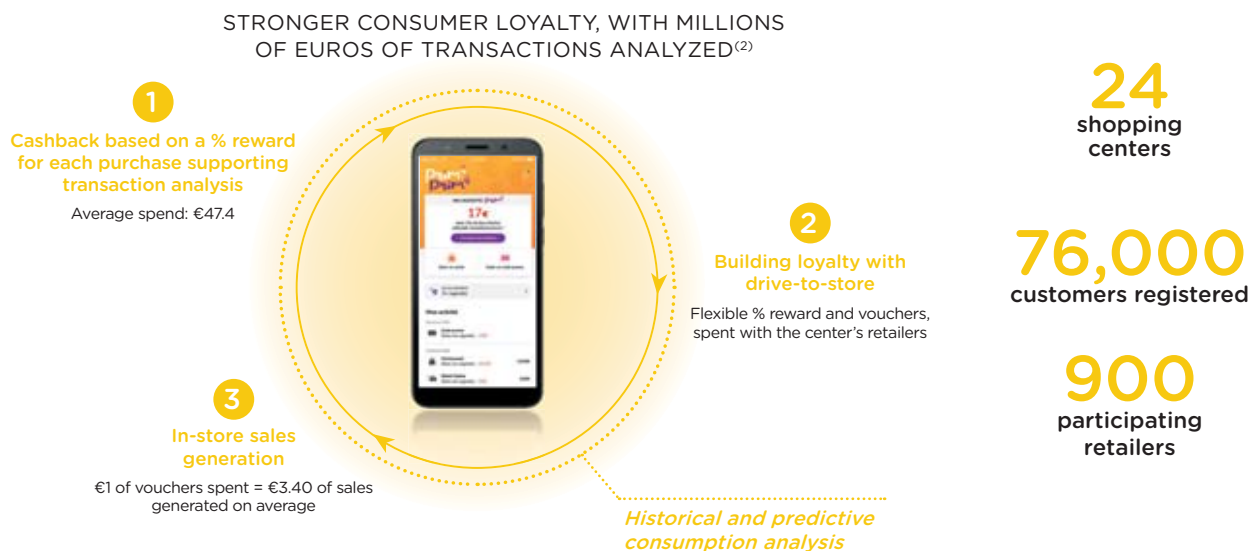 STRONGER CONSUMER LOYALTY, WITH MILLIONS
OF EUROS OF TRANSACTIONS ANALYZED(2)
1
Cashback based on a % reward
for each purchase supporting
transaction analysis
Average spend: €47.4
17€
2
Building loyalty with
drive-to-store
Flexible % reward and vouchers,
spent with the center's retailers
3
In-store sales
generation
€1 of vouchers spent = €3.40 of sales
generated on average
Historical and predictive
consumption analysis
24
shopping
centers
76,000
customers registered
900
participating
retailers